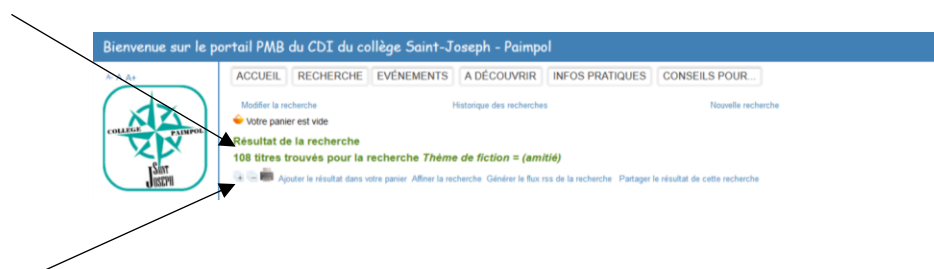 Bienvenue sur le portail PMB du CDI du collège Saint-Joseph - Paimpol
A- A A+
ACCUEIL RECHERCHE EVÉNEMENTS A DÉCOUVRIR INFOS PRATIQUES CONSEILS POUR...
Modifier la recherche Historique des recherches Nouvelle recherche
Votre panier est vide
COLLEGE PAIMPOL
SAINT
JOSEPH
Résultat de la recherche
108 titres trouvés pour la recherche Thème de fiction = (amitié)
Ajouter le résultat dans votre panier Affiner la recherche Générer le flux rss de la recherche Partager le résultat de cette recherche